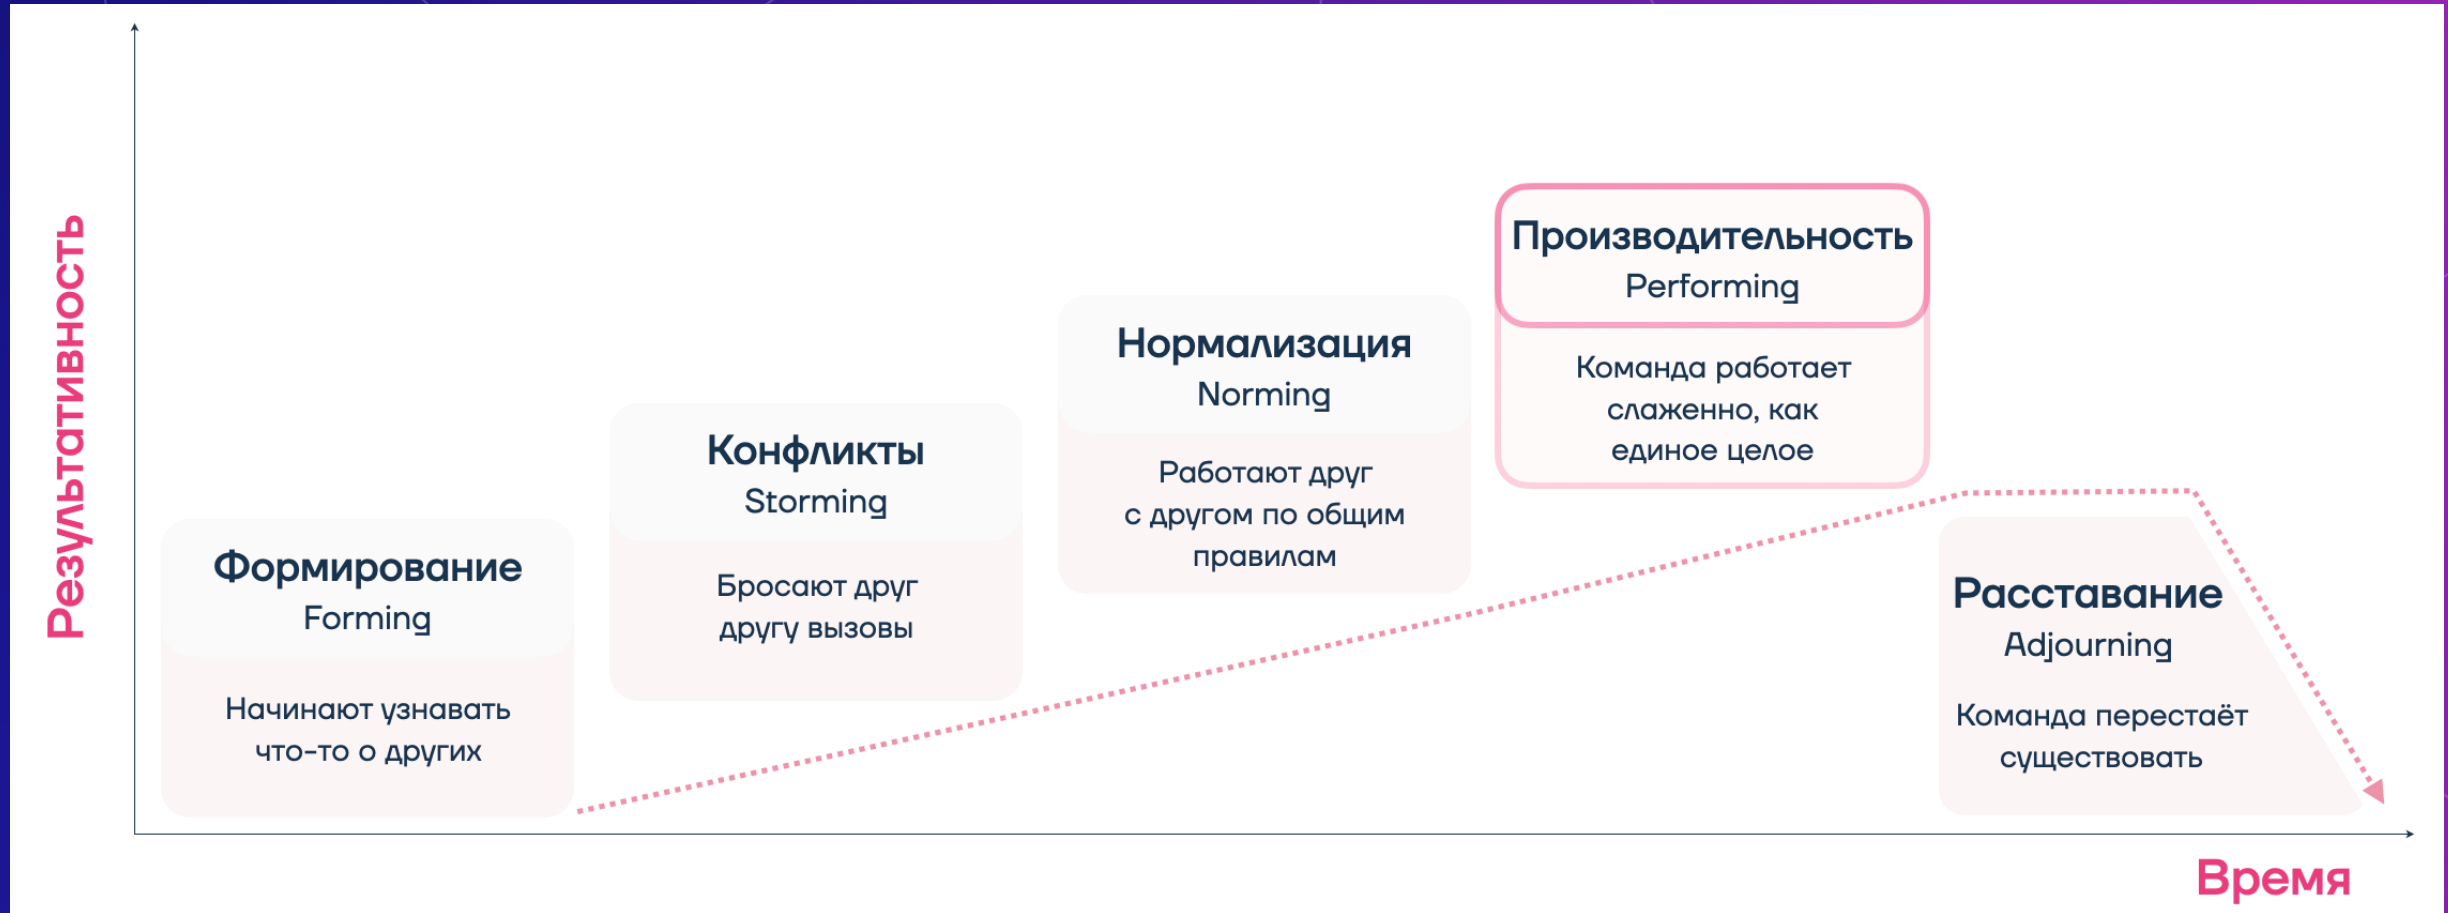 Результативность
Формирование
Forming
Начинают узнавать
что-то о других
Конфликты
Storming
Бросают друг
другу вызовы
Нормализация
Norming
Работают друг
с другом по общим
правилам
Производительность
Performing
Команда работает
слаженно, как
единое целое
Расставание
Adjourning
Команда перестаёт
существовать
Время